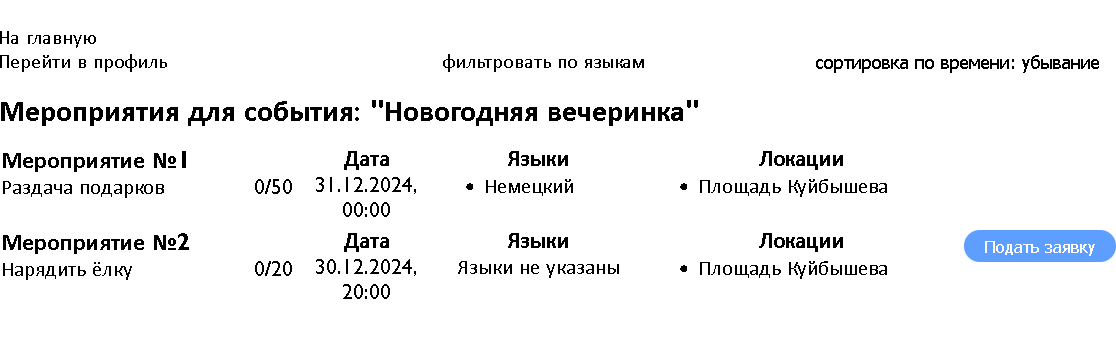 На главную
Перейти в профиль фильтровать по языкам сортировка по времени: убывание
Мероприятия для события: "Новогодняя вечеринка"
Мероприятие №1 Дата Языки Локации
Раздача подарков 0/50 31.12.2024, • Немецкий • Площадь Куйбышева
00:00
Мероприятие №2 Дата Языки Локации Подать заявку
Нарядить ёлку 0/20 30.12.2024, Языки не указаны • Площадь Куйбышева
20:00